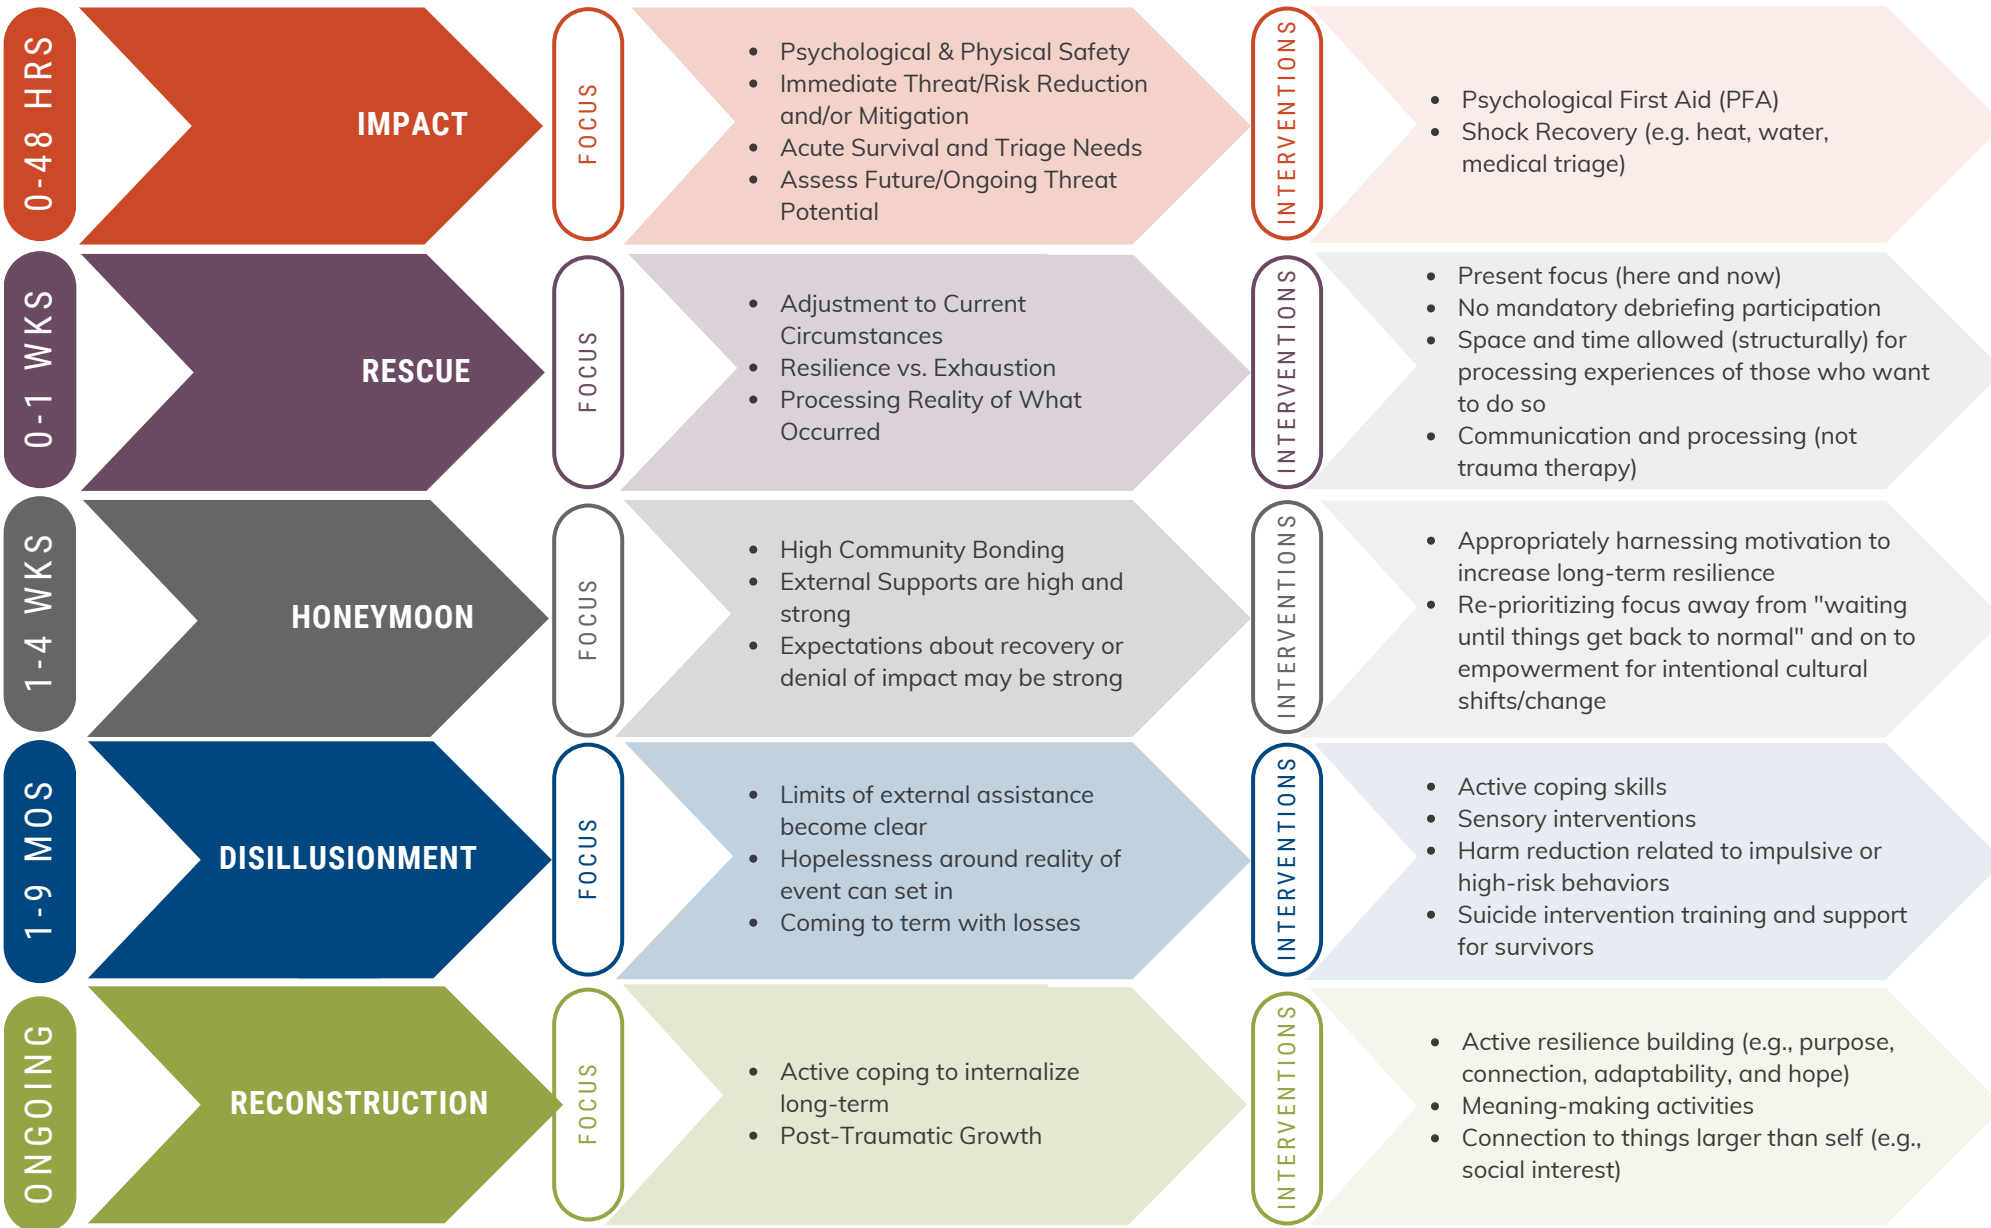 0-48 HRS
IMPACT
FOCUS
• Psychological & Physical Safety
• Immediate Threat/Risk Reduction
and/or Mitigation
• Acute Survival and Triage Needs
• Assess Future/Ongoing Threat
Potential
INTERVENTIONS
• Psychological First Aid (PFA)
• Shock Recovery (e.g. heat, water,
medical triage)
0-1 WKS
RESCUE
FOCUS
• Adjustment to Current
Circumstances
• Resilience vs. Exhaustion
• Processing Reality of What
Occurred
INTERVENTIONS
• Present focus (here and now)
• No mandatory debriefing participation
• Space and time allowed (structurally) for
processing experiences of those who want
to do so
• Communication and processing (not
trauma therapy)
1-4 WKS
HONEYMOON
FOCUS
• High Community Bonding
• External Supports are high and
strong
• Expectations about recovery or
denial of impact may be strong
INTERVENTIONS
• Appropriately harnessing motivation to
increase long-term resilience
• Re-prioritizing focus away from "waiting
until things get back to normal" and on to
empowerment for intentional cultural
shifts/change
1-9 MOS
DISILLUSIONMENT
FOCUS
• Limits of external assistance
become clear
• Hopelessness around reality of
event can set in
• Coming to term with losses
INTERVENTIONS
• Active coping skills
• Sensory interventions
• Harm reduction related to impulsive or
high-risk behaviors
• Suicide intervention training and support
for survivors
ONGOING
RECONSTRUCTION
FOCUS
• Active coping to internalize
long-term
• Post-Traumatic Growth
INTERVENTIONS
• Active resilience building (e.g., purpose,
connection, adaptability, and hope)
• Meaning-making activities
• Connection to things larger than self (e.g.,
social interest)